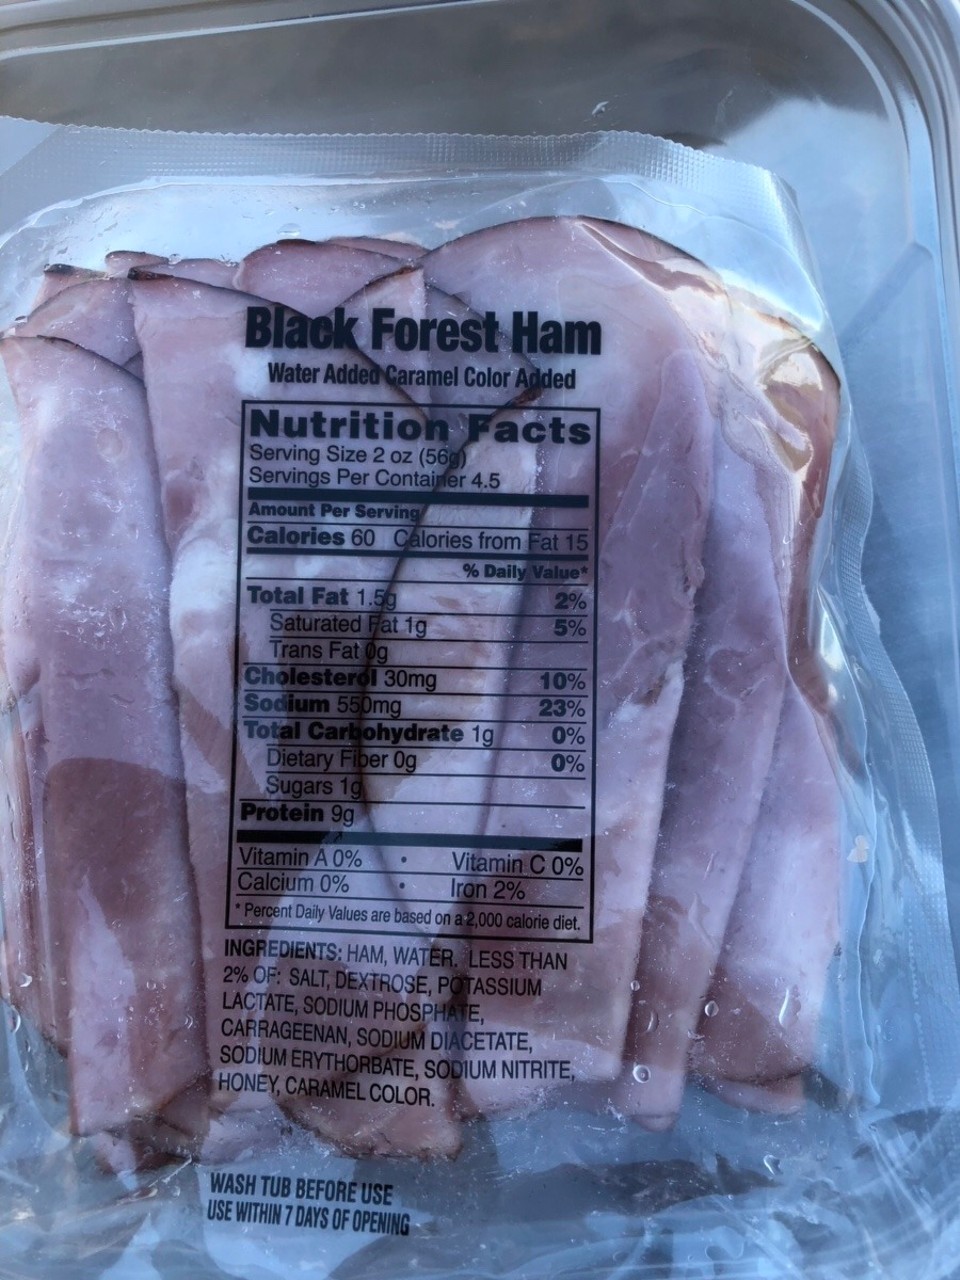 Black Forest Ham
Water Added Caramel Color Added
Nutrition Facts
Serving Size 2 oz (56g)
Servings Per Container 4.5
Amount Per Serving
Calories 60 Calories from Fat 15
% Daily Value*
Total Fat 1.5g 2%
Saturated Fat 1g 5%
Trans Fat 0g
Cholesterol 30mg 10%
Sodium 550mg 23%
Total Carbohydrate 1g 0%
Dietary Fiber 0g 0%
Sugars 1g
Protein 9g
Vitamin A 0% • Vitamin C 0%
Calcium 0% • Iron 2%
* Percent Daily Values are based on a 2,000 calorie diet.
INGREDIENTS: HAM, WATER. LESS THAN
2% OF: SALT, DEXTROSE, POTASSIUM
LACTATE, SODIUM PHOSPHATE,
CARRAGEENAN, SODIUM DIACETATE,
SODIUM ERYTHORBATE, SODIUM NITRITE,
HONEY, CARAMEL COLOR.
WASH TUB BEFORE USE
USE WITHIN 7 DAYS OF OPENING